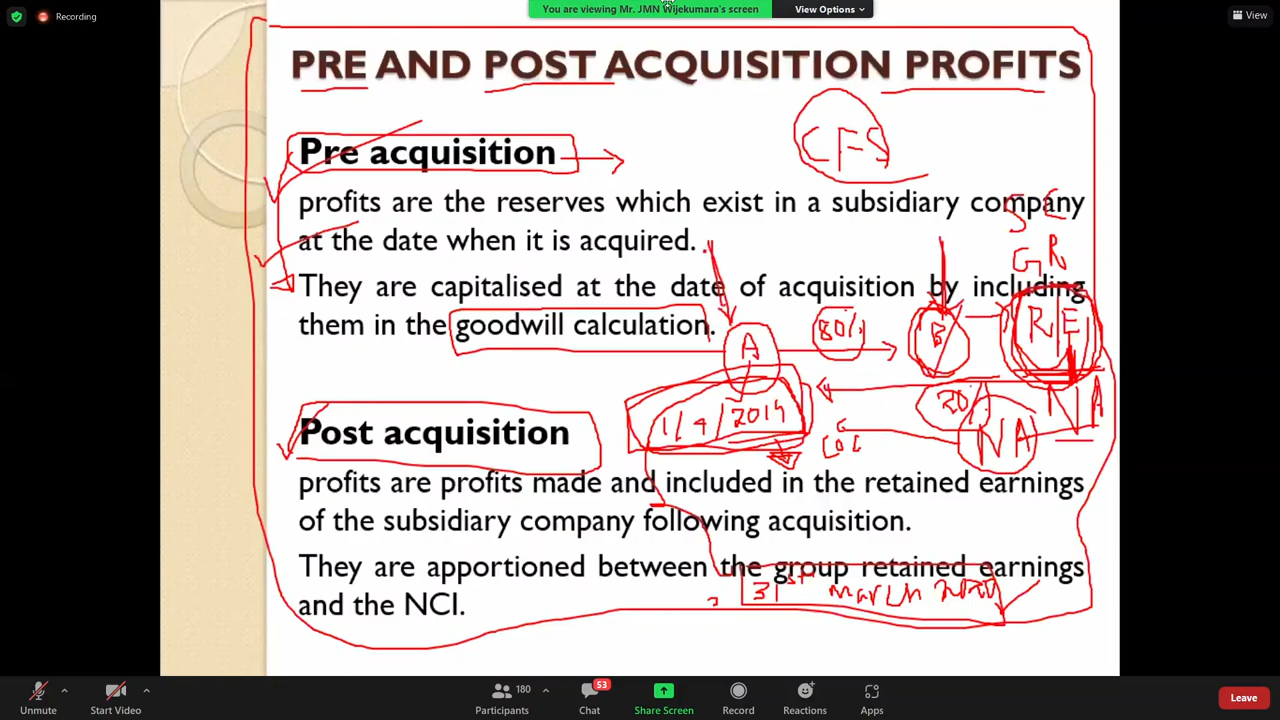 Recording
You are viewing Mr. JMN Wijekumara's screen
View Options
View
PRE AND POST ACQUISITION PROFITS
Pre acquisition
CFS
profits are the reserves which exist in a subsidiary company
S C
at the date when it is acquired.
G R
They are capitalised at the date of acquisition by including
them in the goodwill calculation.
A
80%
B
R/E
1/4/2019
20%
NA
NA
Post acquisition
profits are profits made and included in the retained earnings
of the subsidiary company following acquisition.
They are apportioned between the group retained earnings
31st march 2020
and the NCI.
Unmute
Start Video
Participants
180
Chat
53
Share Screen
Record
Reactions
Apps
Leave